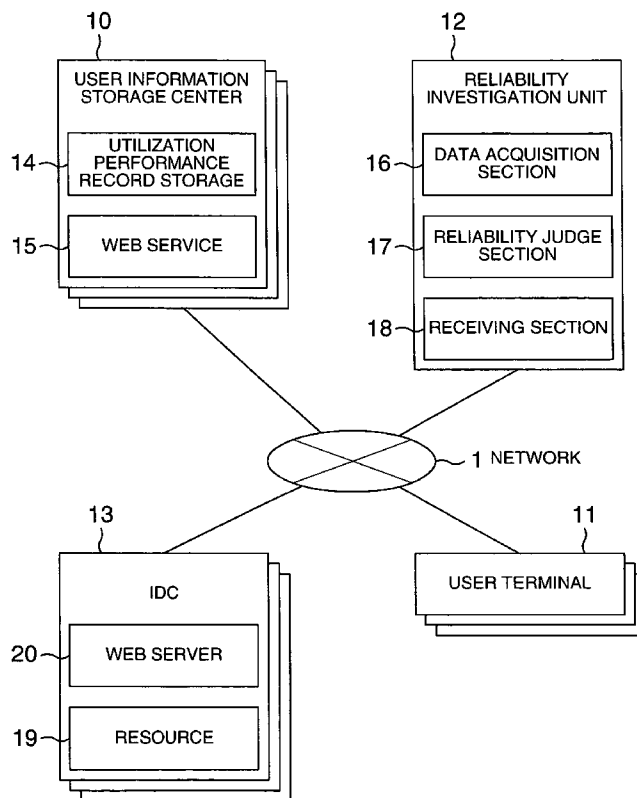 10
USER INFORMATION
STORAGE CENTER
14
UTILIZATION
PERFORMANCE
RECORD STORAGE
15
WEB SERVICE
12
RELIABILITY
INVESTIGATION UNIT
16
DATA ACQUISITION
SECTION
17
RELIABILITY JUDGE
SECTION
18
RECEIVING SECTION
1 NETWORK
13
IDC
20
WEB SERVER
19
RESOURCE
11
USER TERMINAL